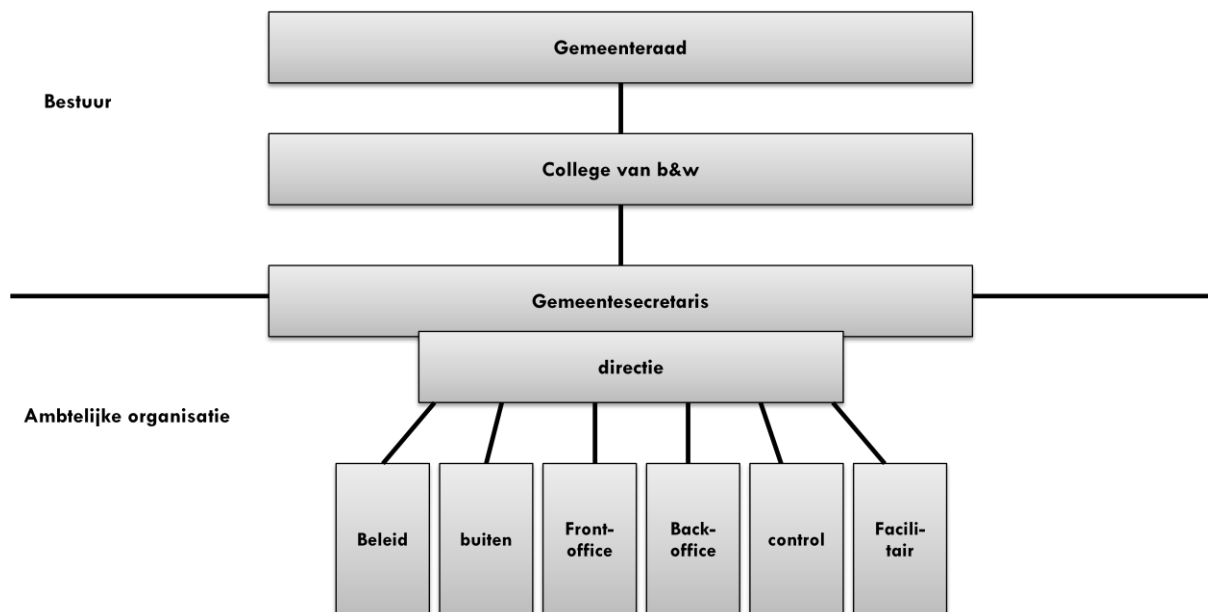 Gemeenteraad
Bestuur
College van b&w
Gemeentesecretaris
directie
Ambtelijke organisatie
Beleid
buiten
Front-
office
Back-
office
control
Facili-
tair